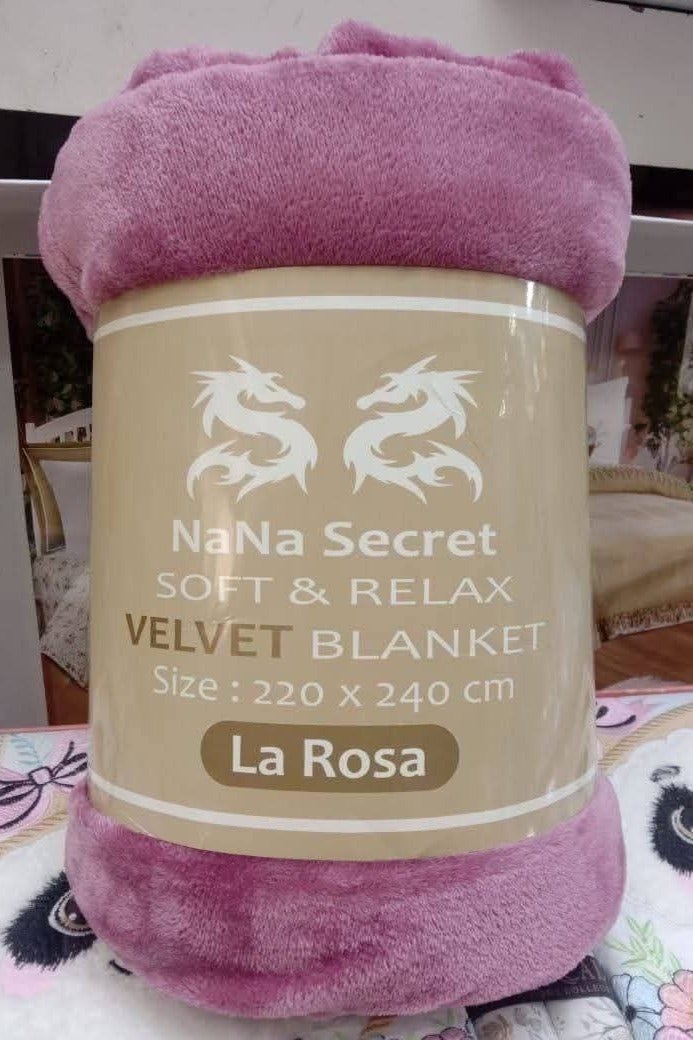 NaNa Secret
SOFT & RELAX
VELVET BLANKET
Size : 220 x 240 cm
La Rosa